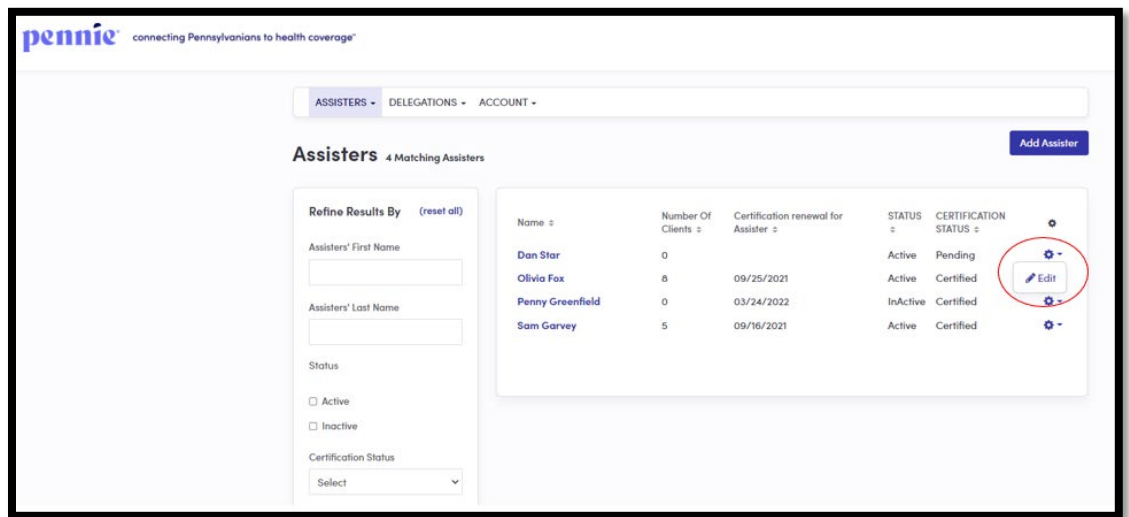 pennie® connecting Pennsylvanians to health coverage™
ASSISTERS DELEGATIONS ACCOUNT
Assisters 4 Matching Assisters
Add Assister
Refine Results By (reset all)
Assisters' First Name
Assisters' Last Name
Status
Active
Inactive
Certification Status
Select
Name Number Of Clients Certification renewal for Assister STATUS CERTIFICATION STATUS
Dan Star 0 Active Pending
Edit
Olivia Fox 8 09/25/2021 Active Certified
Penny Greenfield 0 03/24/2022 InActive Certified
Sam Garvey 5 09/16/2021 Active Certified